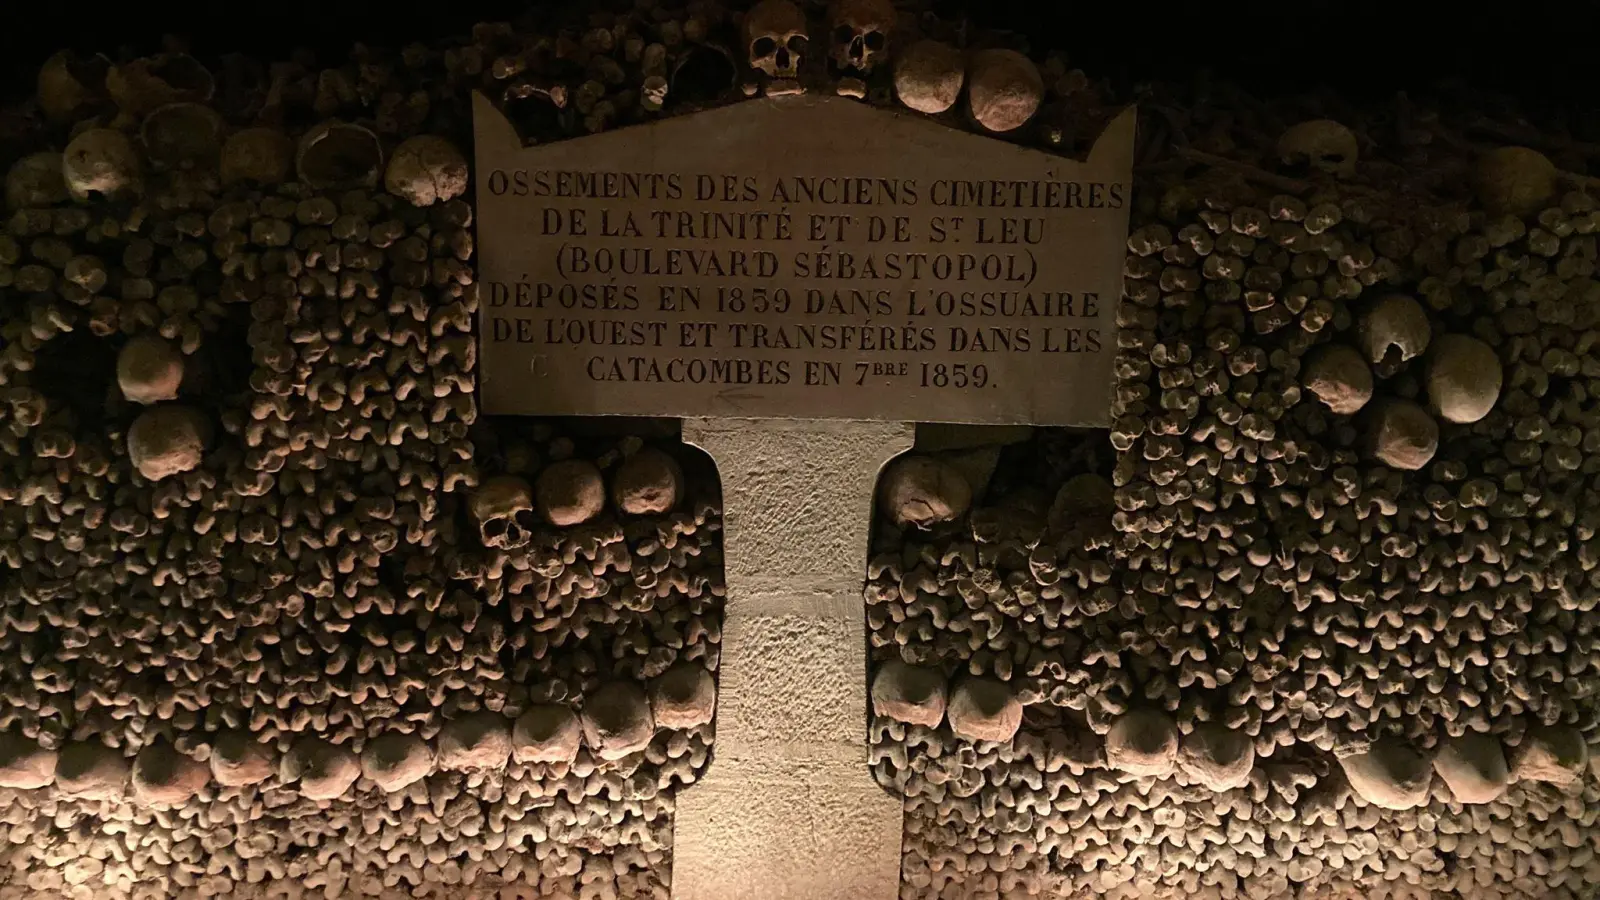 OSSEMENTS DES ANCIENS CIMETIÈRES
DE LA TRINITÉ ET DE ST LEU
(BOULEVARD SÉBASTOPOL)
DÉPOSÉS EN 1859 DANS L'OSSUAIRE
DE L'OUEST ET TRANSFÉRÉS DANS LES
CATACOMBES EN 7BRE 1859.